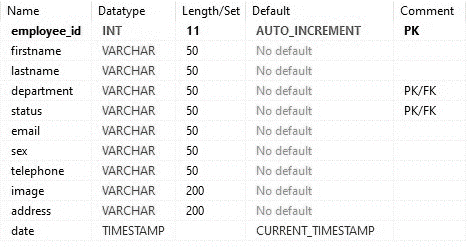 Name Datatype Length/Set Default Comment
employee_id INT 11 AUTO_INCREMENT PK
firstname VARCHAR 50 No default
lastname VARCHAR 50 No default
department VARCHAR 50 No default PK/FK
status VARCHAR 50 No default PK/FK
email VARCHAR 50 No default
sex VARCHAR 50 No default
telephone VARCHAR 50 No default
image VARCHAR 200 No default
address VARCHAR 200 No default
date TIMESTAMP CURRENT_TIMESTAMP